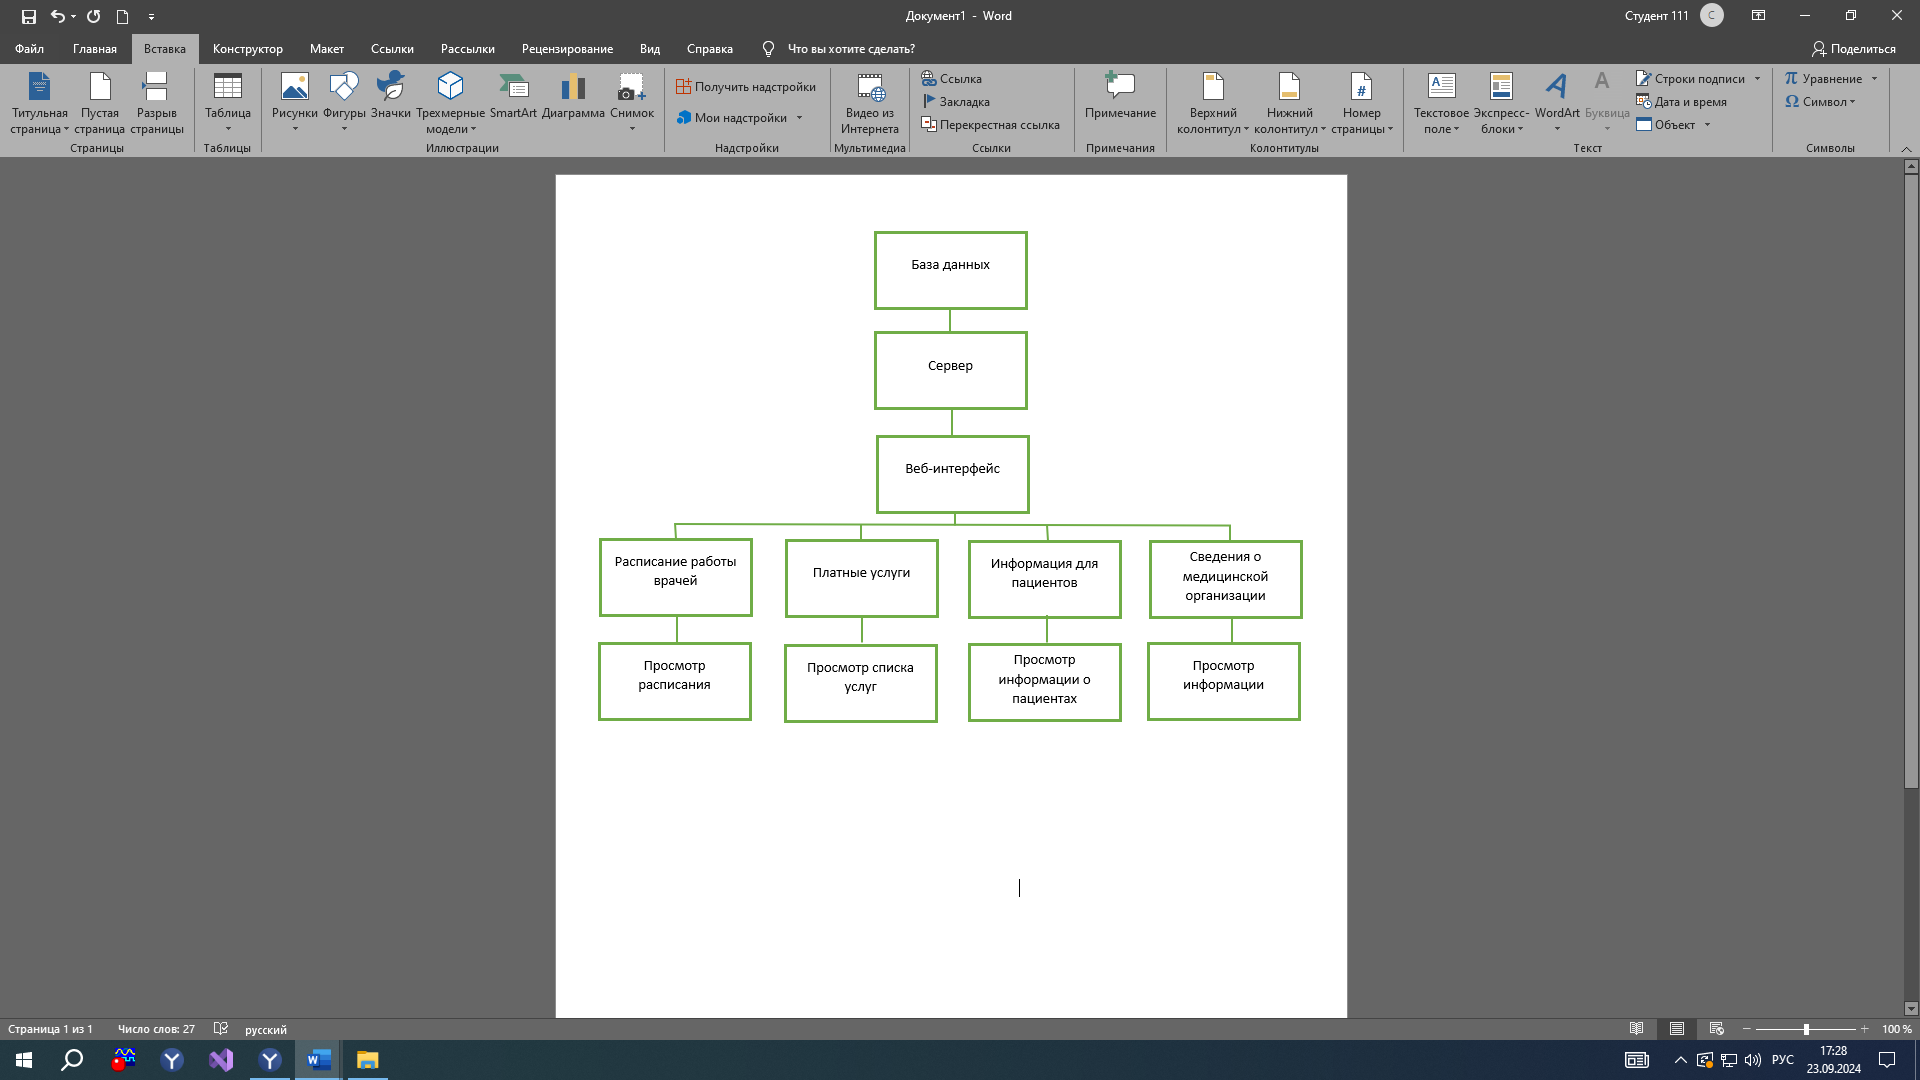 Документ1 - Word
Студент 111
С
Файл
Главная
Вставка
Конструктор
Макет
Ссылки
Рассылки
Рецензирование
Вид
Справка
Что вы хотите сделать?
Поделиться
Титульная
страница
Пустая
страница
Разрыв
страницы
Страницы
Таблица
Таблицы
Рисунки
Фигуры
Значки
Трехмерные
модели
SmartArt
Диаграмма
Снимок
Иллюстрации
Получить надстройки
Мои надстройки
Надстройки
Видео из
Интернета
Мультимедиа
Ссылка
Закладка
Перекрестная ссылка
Ссылки
Примечание
Примечания
Верхний
колонтитул
Нижний
колонтитул
Номер
страницы
Колонтитулы
Текстовое
поле
Экспресс-
блоки
WordArt
Буквица
Строки подписи
Дата и время
Объект
Текст
Уравнение
Символ
Символы
База данных
Сервер
Веб-интерфейс
Расписание работы
врачей
Платные услуги
Информация для
пациентов
Сведения о
медицинской
организации
Просмотр
расписания
Просмотр списка
услуг
Просмотр
информации о
пациентах
Просмотр
информации
Страница 1 из 1
Число слов: 27
русский
100 %
РУС
17:28
23.09.2024